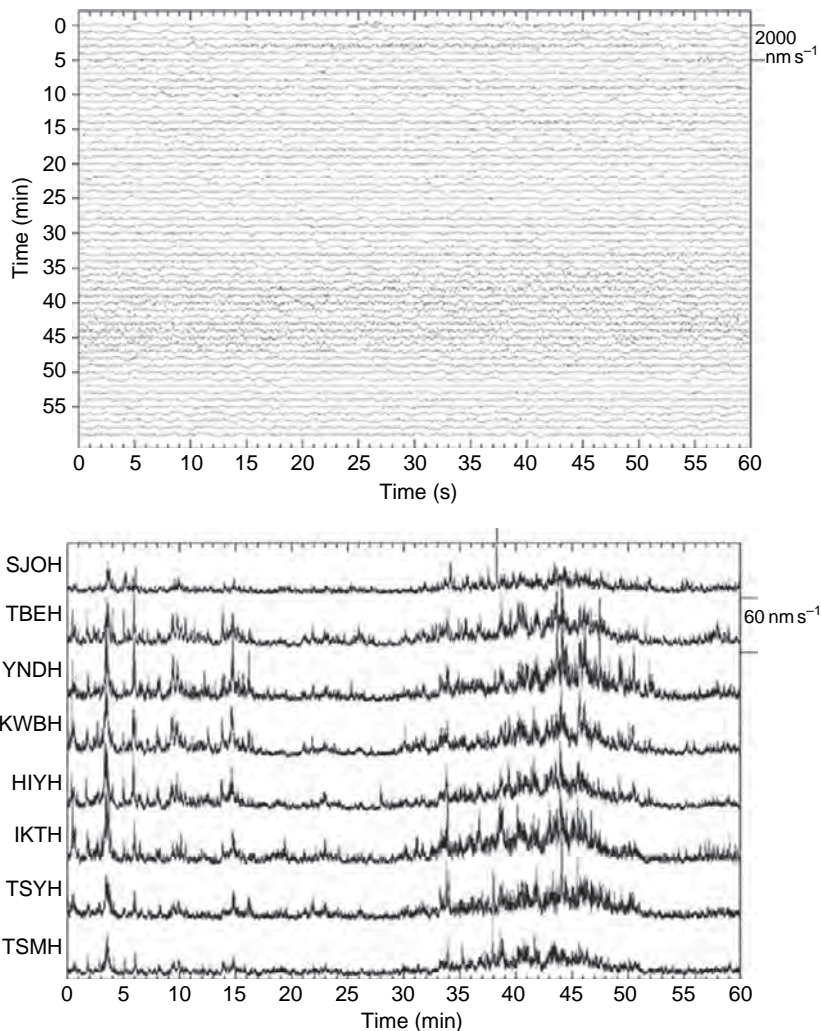 0
5
10
15
20
25
30
35
40
45
50
55
Time (min)
2000
nm s⁻¹
0 5 10 15 20 25 30 35 40 45 50 55 60
Time (s)
SJOH
TBEH
YNDH
KWBH
HIYH
IKTH
TSYH
TSMH
60 nm s⁻¹
0 5 10 15 20 25 30 35 40 45 50 55 60
Time (min)